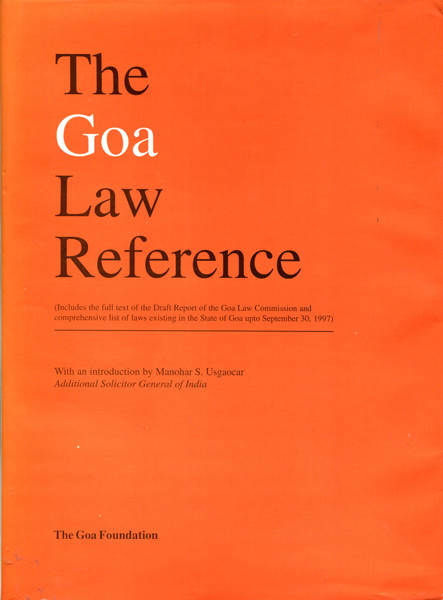 The
Goa
Law
Reference
(Includes the full text of the Draft Report of the Goa Law Commission and
comprehensive list of laws existing in the State of Goa upto September 30, 1997)
With an introduction by Manohar S. Usgaocar
Additional Solicitor General of India
The Goa Foundation